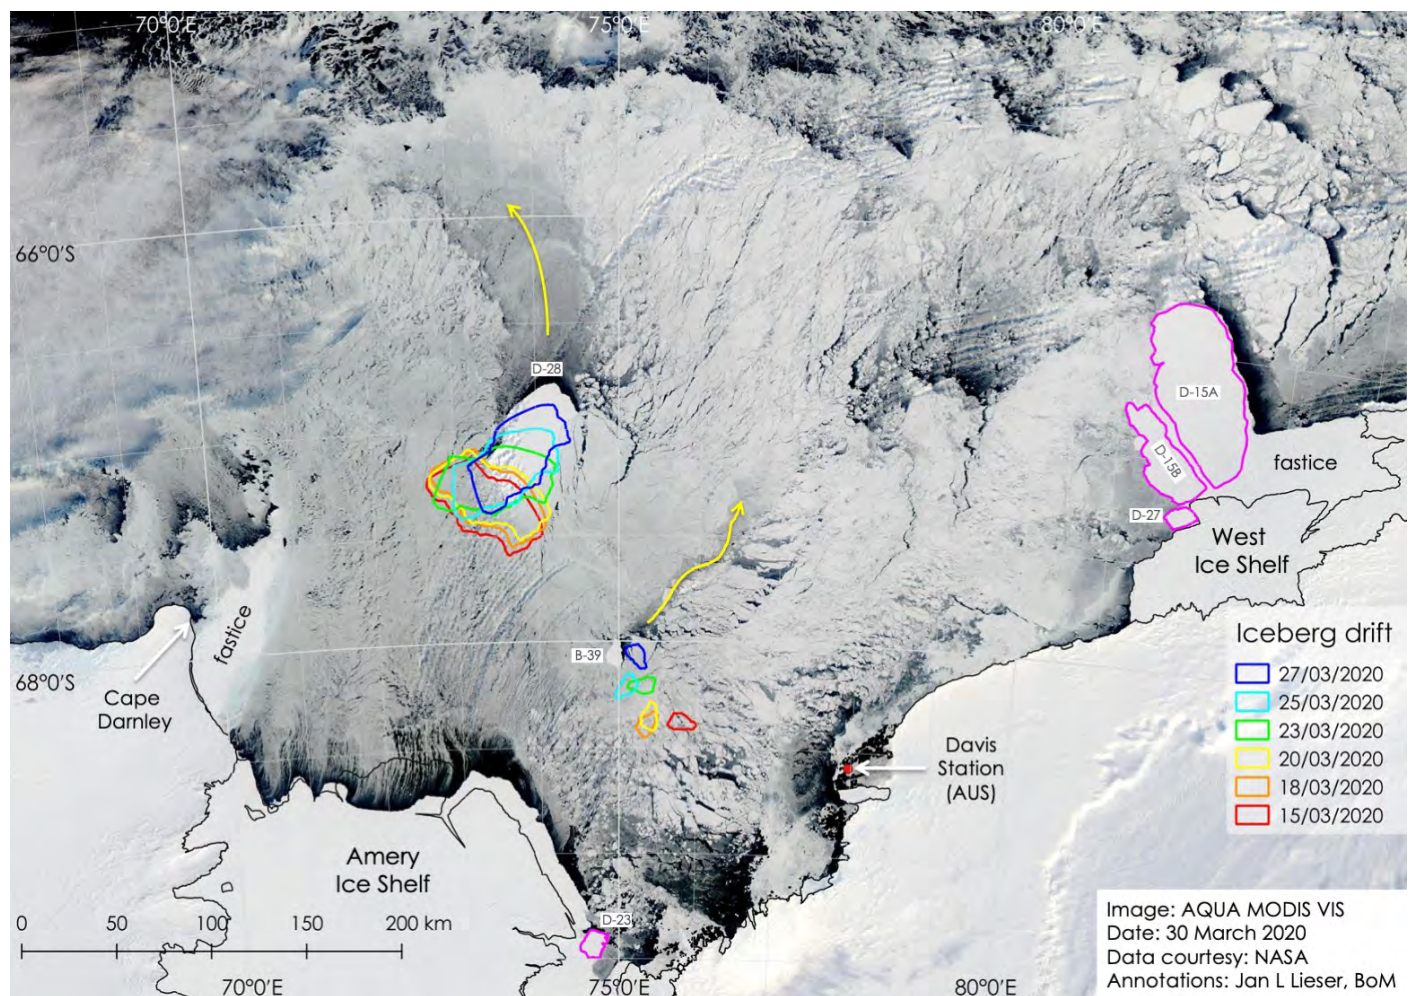 70°0'E
75°0'E
80°0'E
66°0'S
D-28
D-15A
D-15B
fastice
D-27
West
Ice Shelf
fastice
B-39
68°0'S
Cape
Darnley
Iceberg drift
27/03/2020
25/03/2020
23/03/2020
20/03/2020
18/03/2020
15/03/2020
Davis
Station
(AUS)
Amery
Ice Shelf
0 50 100 150 200 km
D-23
Image: AQUA MODIS VIS
Date: 30 March 2020
Data courtesy: NASA
Annotations: Jan L Lieser, BoM
70°0'E
75°0'E
80°0'E